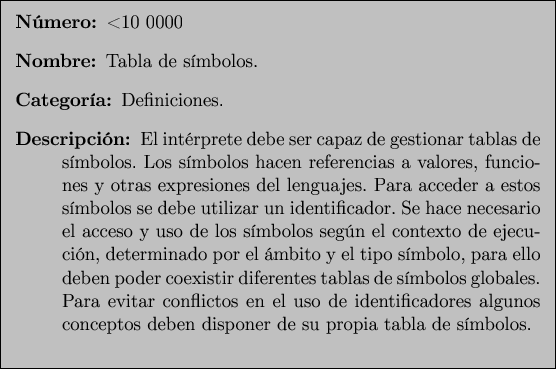 Número: <10 0000
Nombre: Tabla de símbolos.
Categoría: Definiciones.
Descripción: El intérprete debe ser capaz de gestionar tablas de
símbolos. Los símbolos hacen referencias a valores, funcio-
nes y otras expresiones del lenguajes. Para acceder a estos
símbolos se debe utilizar un identificador. Se hace necesario
el acceso y uso de los símbolos según el contexto de ejecu-
ción, determinado por el ámbito y el tipo símbolo, para ello
deben poder coexistir diferentes tablas de símbolos globales.
Para evitar conflictos en el uso de identificadores algunos
conceptos deben disponer de su propia tabla de símbolos.